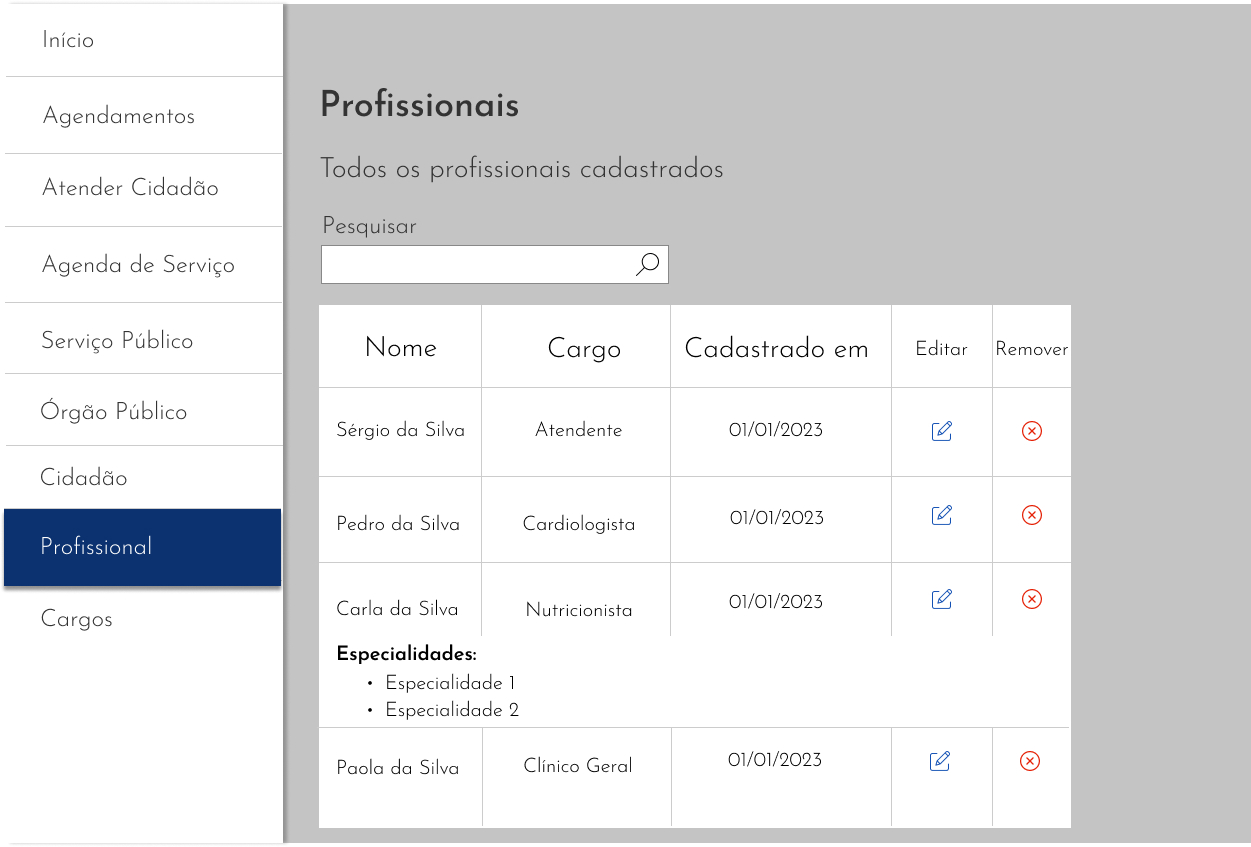 Início
Agendamentos
Atender Cidadão
Agenda de Serviço
Serviço Público
Órgão Público
Cidadão
Profissional
Cargos
Profissionais
Todos os profissionais cadastrados
Pesquisar
Nome Cargo Cadastrado em Editar Remover
Sérgio da Silva Atendente 01/01/2023
Pedro da Silva Cardiologista 01/01/2023
Carla da Silva Nutricionista 01/01/2023
Especialidades:
• Especialidade 1
• Especialidade 2
Paola da Silva Clínico Geral 01/01/2023